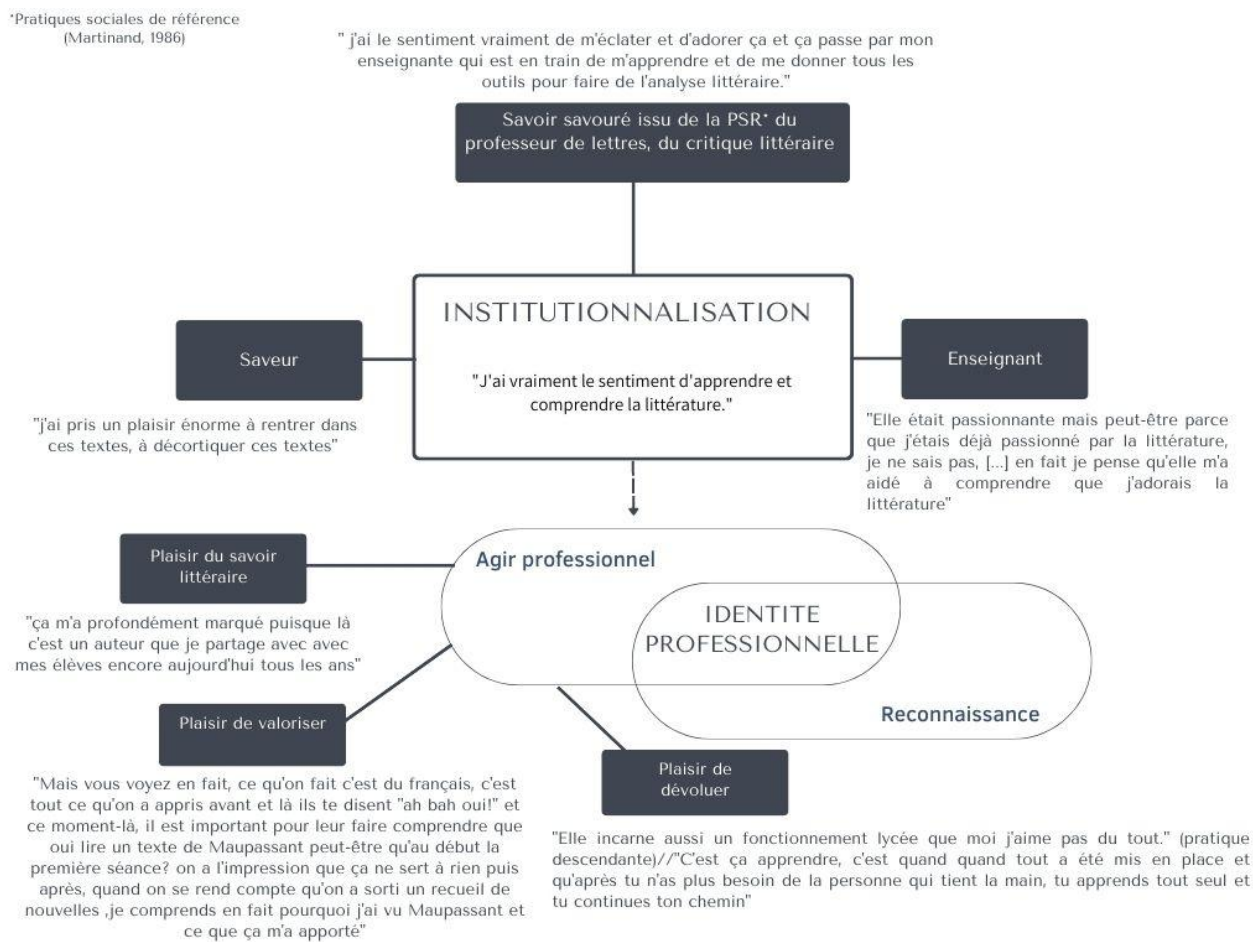 *Pratiques sociales de référence
(Martinand, 1986)
" j'ai le sentiment vraiment de m'éclater et d'adorer ça et ça passe par mon
enseignante qui est en train de m'apprendre et de me donner tous les
outils pour faire de l'analyse littéraire."
Savoir savouré issu de la PSR* du
professeur de lettres, du critique littéraire
INSTITUTIONNALISATION
"J'ai vraiment le sentiment d'apprendre et
comprendre la littérature."
Saveur
"j'ai pris un plaisir énorme à rentrer dans
ces textes, à décortiquer ces textes"
Enseignant
"Elle était passionnante mais peut-être parce
que j'étais déjà passionné par la littérature,
je ne sais pas, [...] en fait je pense qu'elle m'a
aidé à comprendre que j'adorais la
littérature"
Agir professionnel
IDENTITE
PROFESSIONNELLE
Reconnaissance
Plaisir du savoir
littéraire
"ça m'a profondément marqué puisque là
c'est un auteur que je partage avec avec
mes élèves encore aujourd'hui tous les ans"
Plaisir de valoriser
"Mais vous voyez en fait, ce qu'on fait c'est du français, c'est
tout ce qu'on a appris avant et là ils te disent "ah bah oui!" et
ce moment-là, il est important pour leur faire comprendre que
oui lire un texte de Maupassant peut-être qu'au début la
première séance? on a l'impression que ça ne sert à rien puis
après, quand on se rend compte qu'on a sorti un recueil de
nouvelles ,je comprends en fait pourquoi j'ai vu Maupassant et
ce que ça m'a apporté"
Plaisir de
dévoluer
"Elle incarne aussi un fonctionnement lycée que moi j'aime pas du tout." (pratique
descendante)//"C'est ça apprendre, c'est quand quand tout a été mis en place et
qu'après tu n'as plus besoin de la personne qui tient la main, tu apprends tout seul et
tu continues ton chemin"